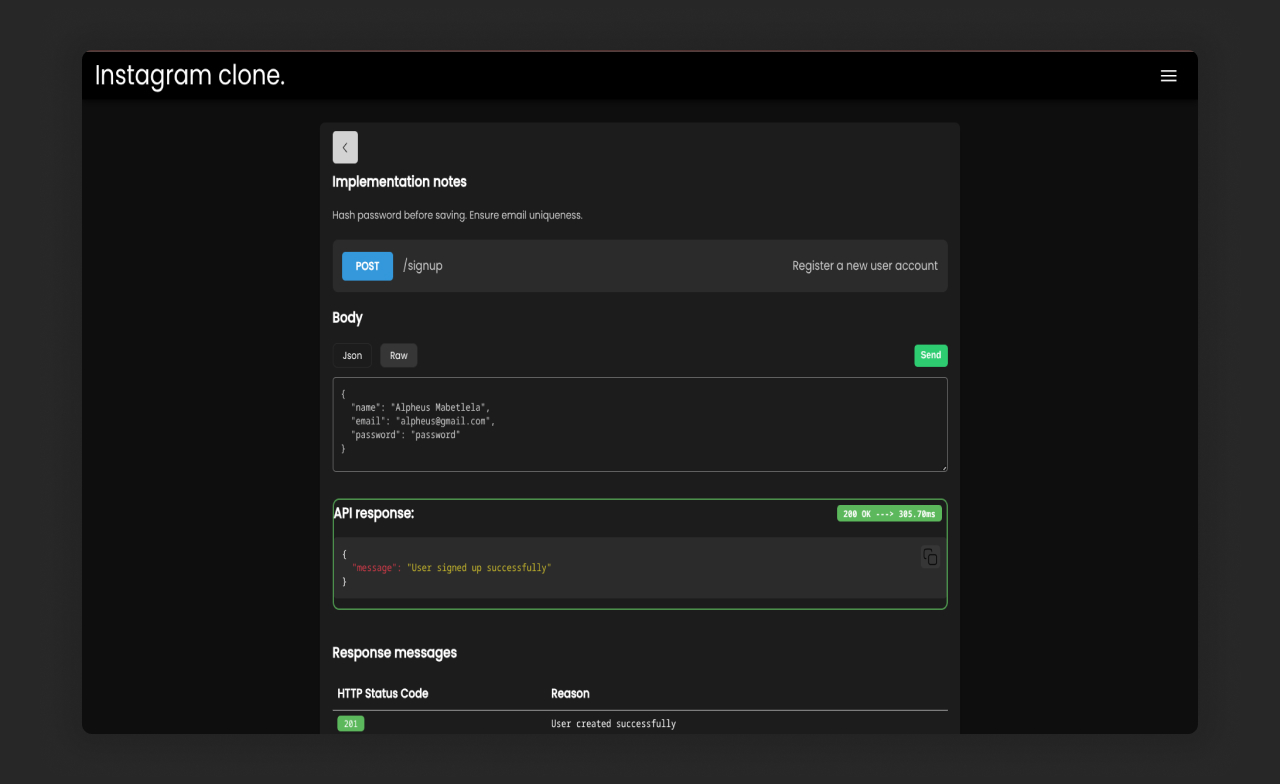 Instagram clone.
Implementation notes
Hash password before saving. Ensure email uniqueness.
POST /signup Register a new user account
Body
Json Raw Send
{
"name": "Alpheus Mabetlela",
"email": "alpheus@gmail.com",
"password": "password"
}
API response: 200 OK ---> 305.70ms
{
"message": "User signed up successfully"
}
Response messages
HTTP Status Code Reason
201 User created successfully